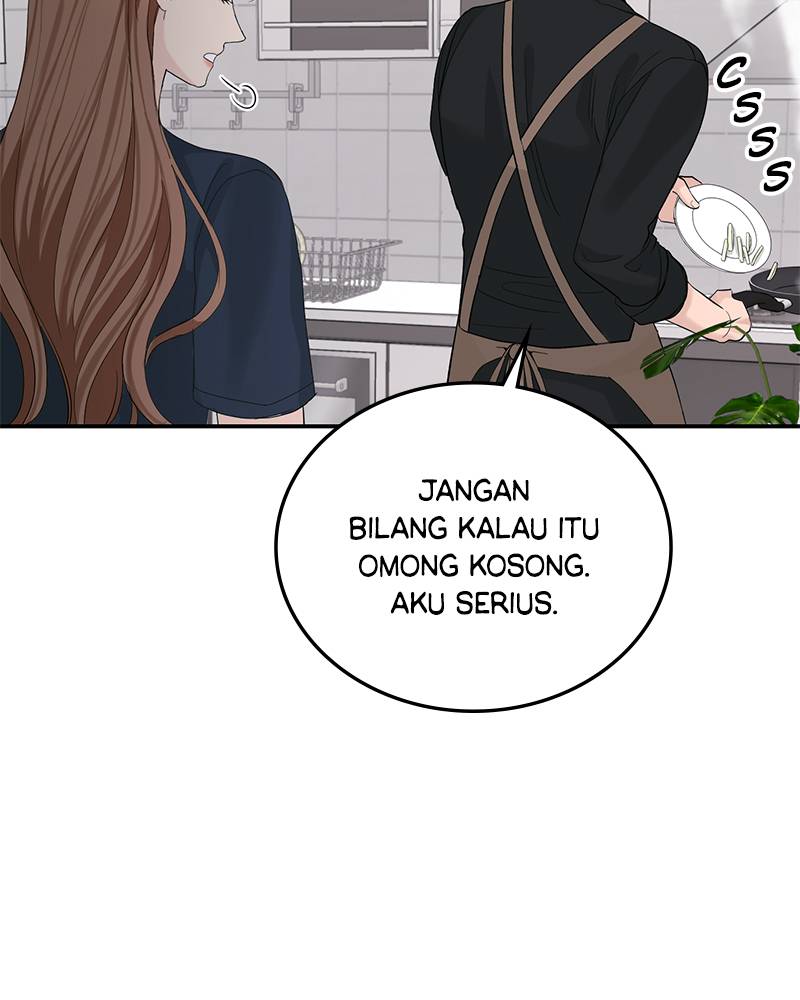 CSSS
JANGAN
BILANG KALAU ITU
OMONG KOSONG.
AKU SERIUS.